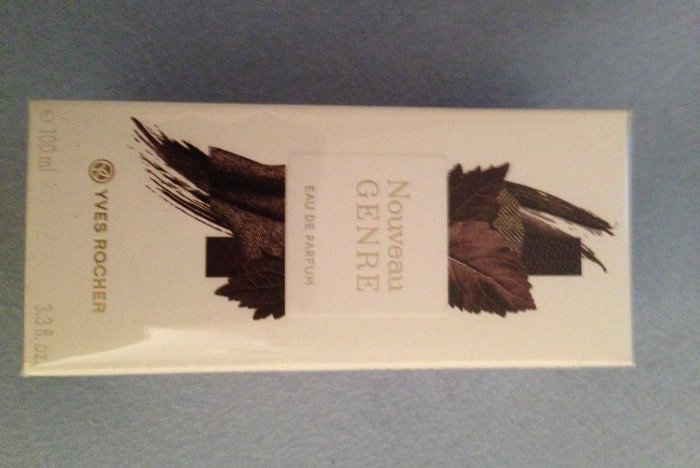 Nouveau
GENRE
EAU DE PARFUM
YVES ROCHER
e 100 ml
3.3 fl. oz.